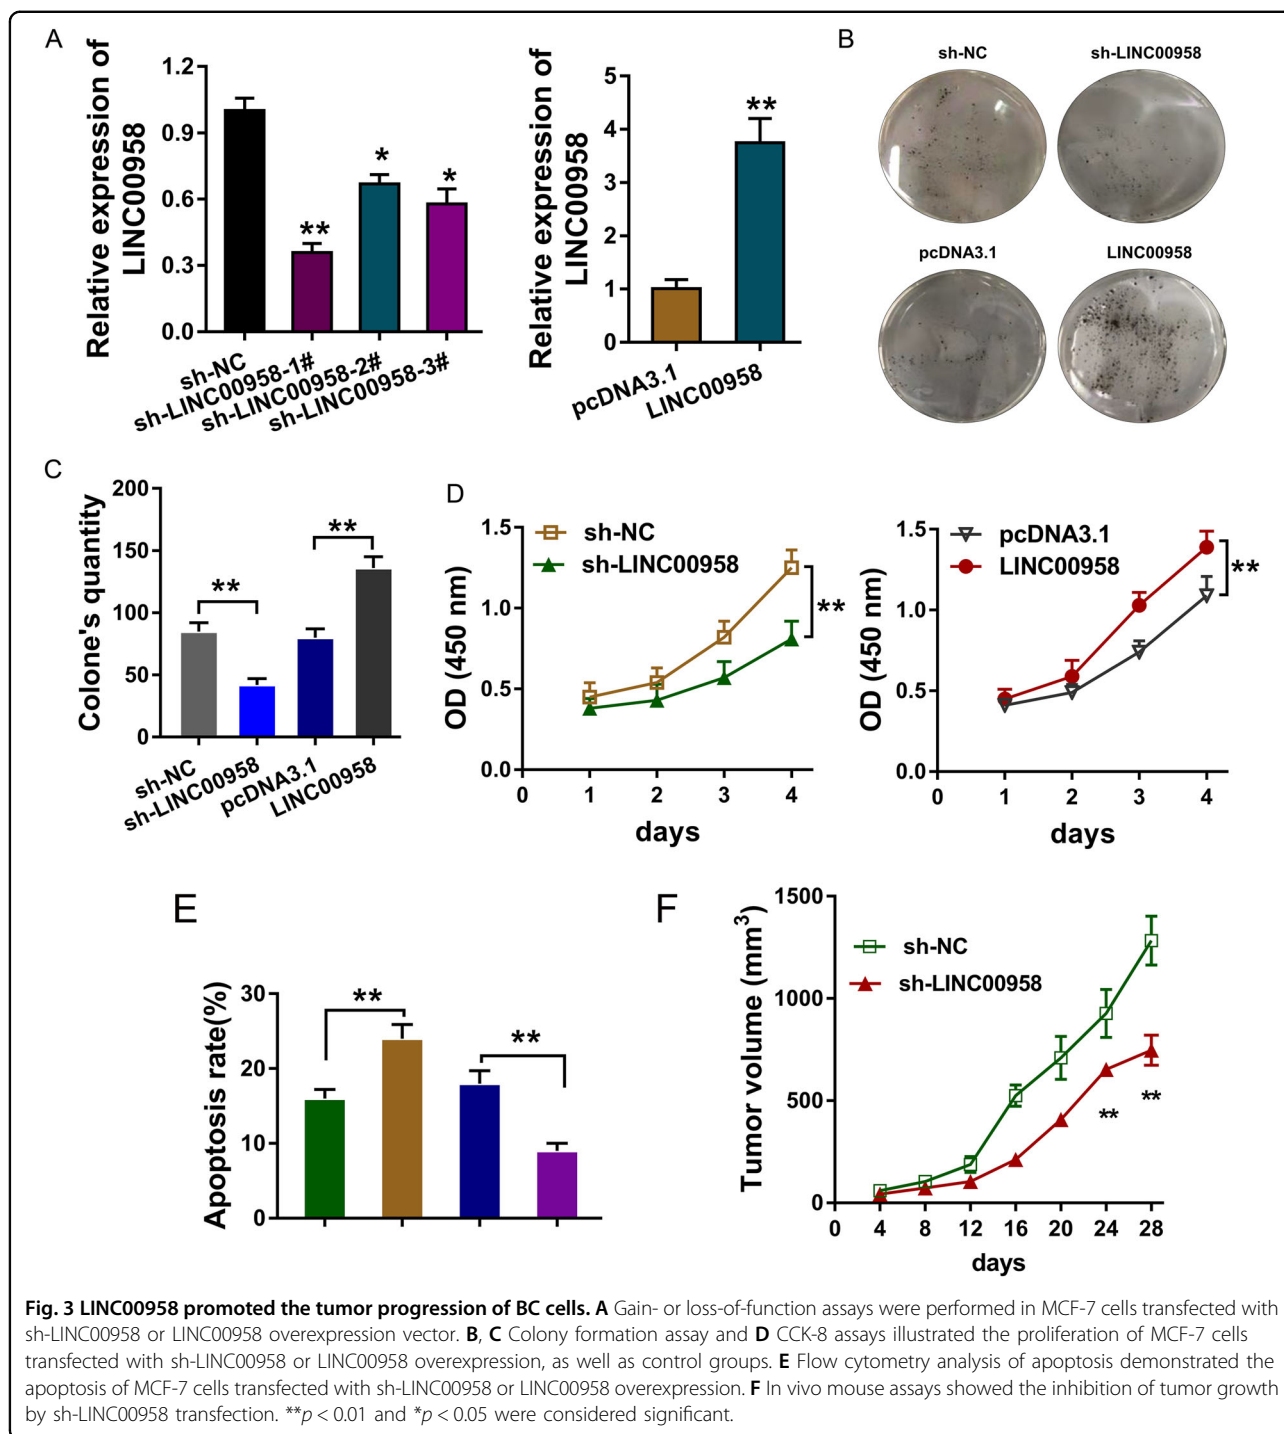 A
Relative expression of
LINC00958
1.2
0.9
0.6
0.3
0.0
**
*
*
sh-NC
sh-LINC00958-1#
sh-LINC00958-2#
sh-LINC00958-3#
Relative expression of
LINC00958
5
4
3
2
1
0
**
pcDNA3.1
LINC00958
B
sh-NC
sh-LINC00958
pcDNA3.1
LINC00958
C
Colone's quantity
200
150
100
50
0
**
**
sh-NC
sh-LINC00958
pcDNA3.1
LINC00958
D
OD (450 nm)
1.5
1.0
0.5
0.0
sh-NC
sh-LINC00958
**
0 1 2 3 4
days
OD (450 nm)
1.5
1.0
0.5
0.0
pcDNA3.1
LINC00958
**
0 1 2 3 4
days
E
Apoptosis rate(%)
30
20
10
0
**
**
F
Tumor volume (mm³)
1500
1000
500
0
sh-NC
sh-LINC00958
**
**
0 4 8 12 16 20 24 28
days
Fig. 3 LINC00958 promoted the tumor progression of BC cells. A Gain- or loss-of-function assays were performed in MCF-7 cells transfected with
sh-LINC00958 or LINC00958 overexpression vector. B, C Colony formation assay and D CCK-8 assays illustrated the proliferation of MCF-7 cells
transfected with sh-LINC00958 or LINC00958 overexpression, as well as control groups. E Flow cytometry analysis of apoptosis demonstrated the
apoptosis of MCF-7 cells transfected with sh-LINC00958 or LINC00958 overexpression. F In vivo mouse assays showed the inhibition of tumor growth
by sh-LINC00958 transfection. **p < 0.01 and *p < 0.05 were considered significant.